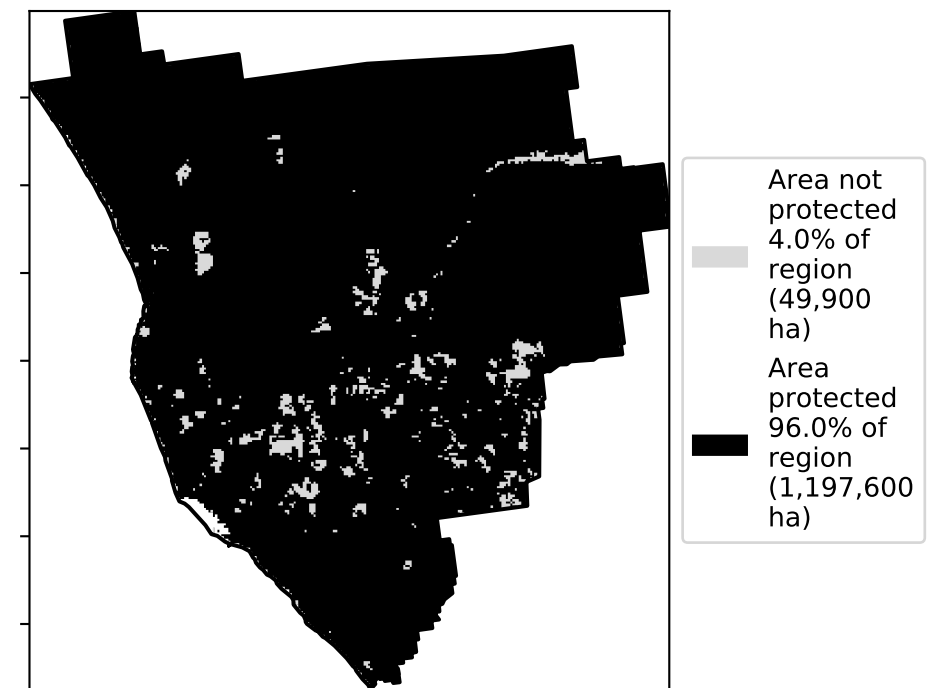 Area not
protected
4.0% of
region
(49,900
ha)
Area
protected
96.0% of
region
(1,197,600
ha)